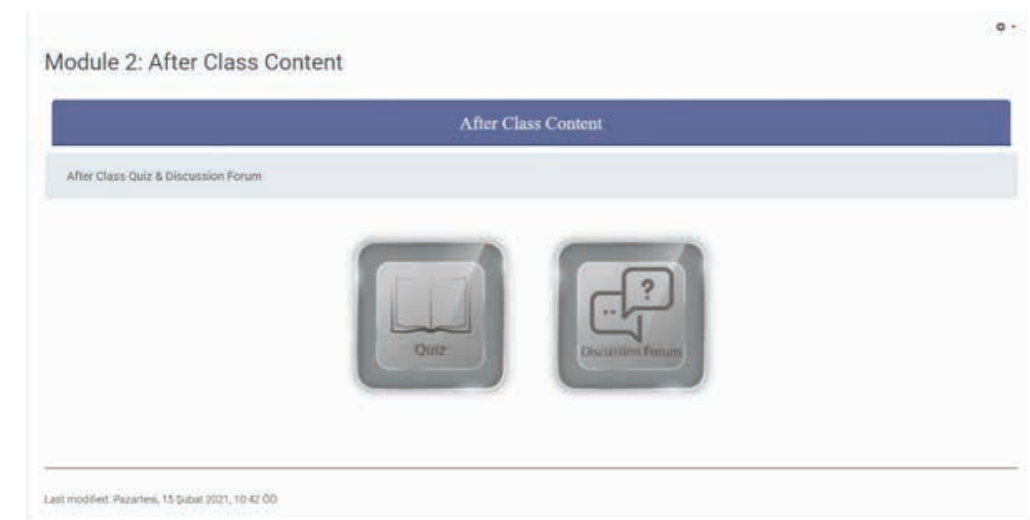 Module 2: After Class Content
After Class Content
After Class Quiz & Discussion Forum
?
Quiz
Discussion Forum
Last modified: Pazartesi, 15 Şubat 2021, 10:42 ÖÖ